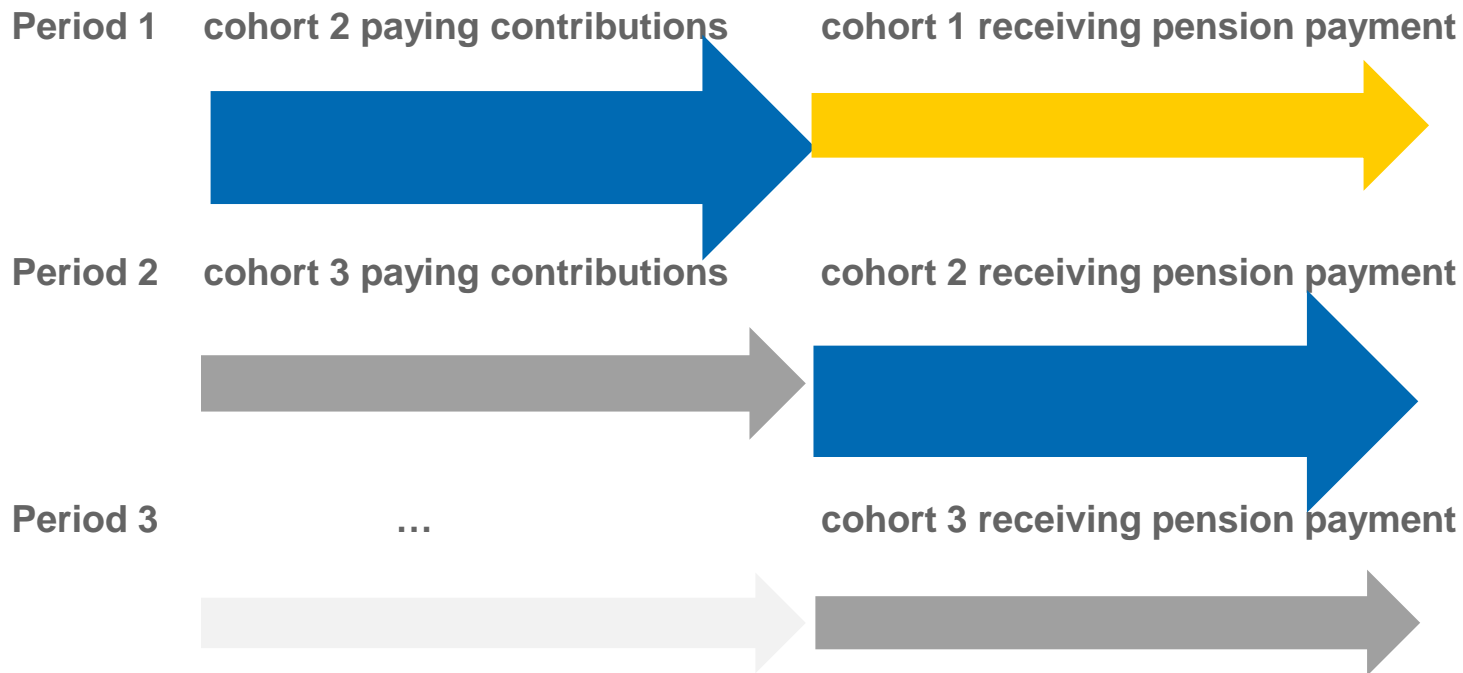 Period 1 cohort 2 paying contributions cohort 1 receiving pension payment
Period 2 cohort 3 paying contributions cohort 2 receiving pension payment
Period 3 … cohort 3 receiving pension payment